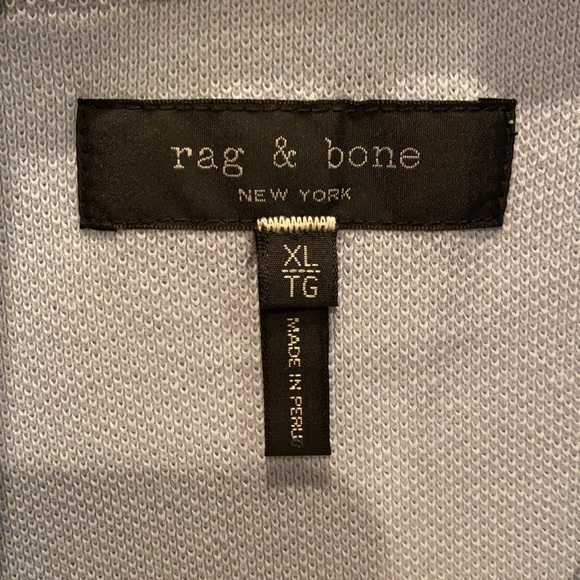 rag & bone
NEW YORK
XL
TG
MADE IN PERU